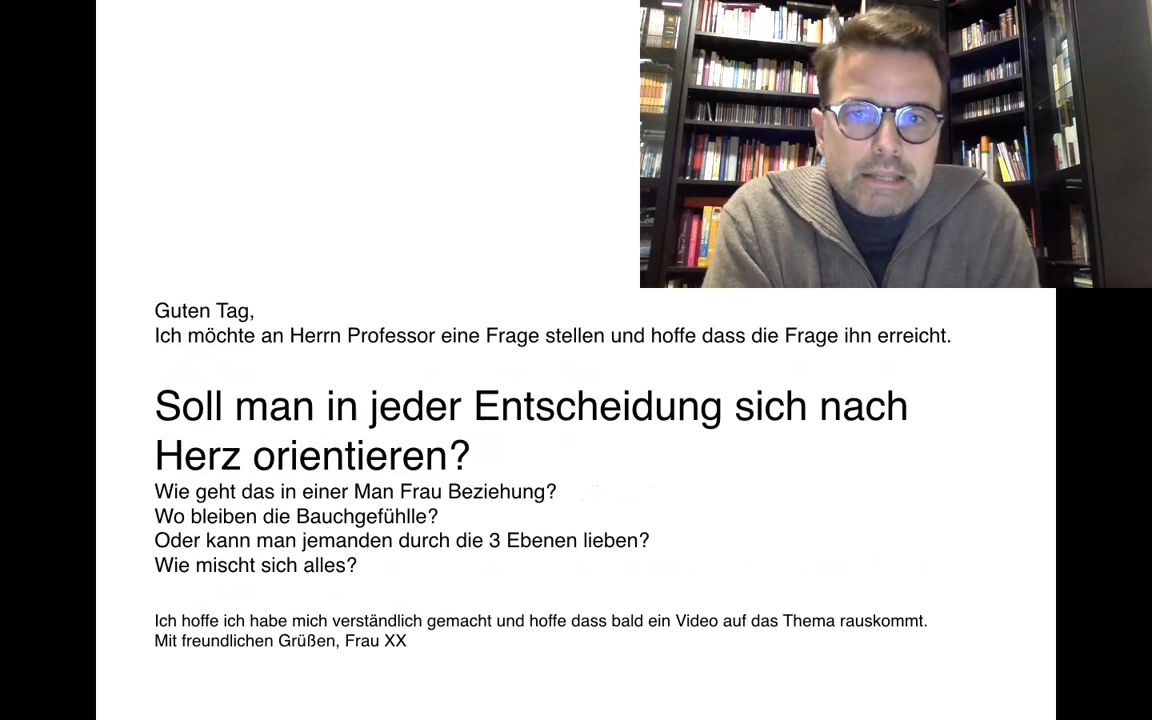 Guten Tag,
Ich möchte an Herrn Professor eine Frage stellen und hoffe dass die Frage ihn erreicht.
Soll man in jeder Entscheidung sich nach
Herz orientieren?
Wie geht das in einer Man Frau Beziehung?
Wo bleiben die Bauchgefühlle?
Oder kann man jemanden durch die 3 Ebenen lieben?
Wie mischt sich alles?
Ich hoffe ich habe mich verständlich gemacht und hoffe dass bald ein Video auf das Thema rauskommt.
Mit freundlichen Grüßen, Frau XX